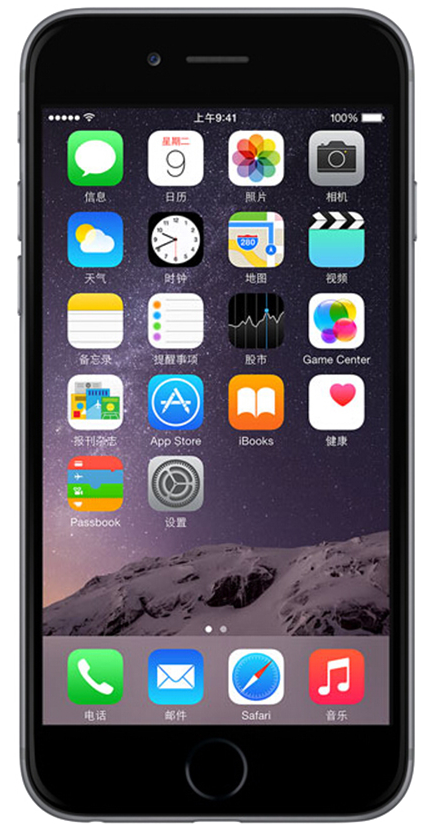 上午9:41
100%
星期二
9
280
信息
日历
照片
相机
天气
时钟
地图
视频
备忘录
提醒事项
股市
Game Center
报刊杂志
App Store
iBooks
健康
Passbook
设置
电话
邮件
Safari
音乐